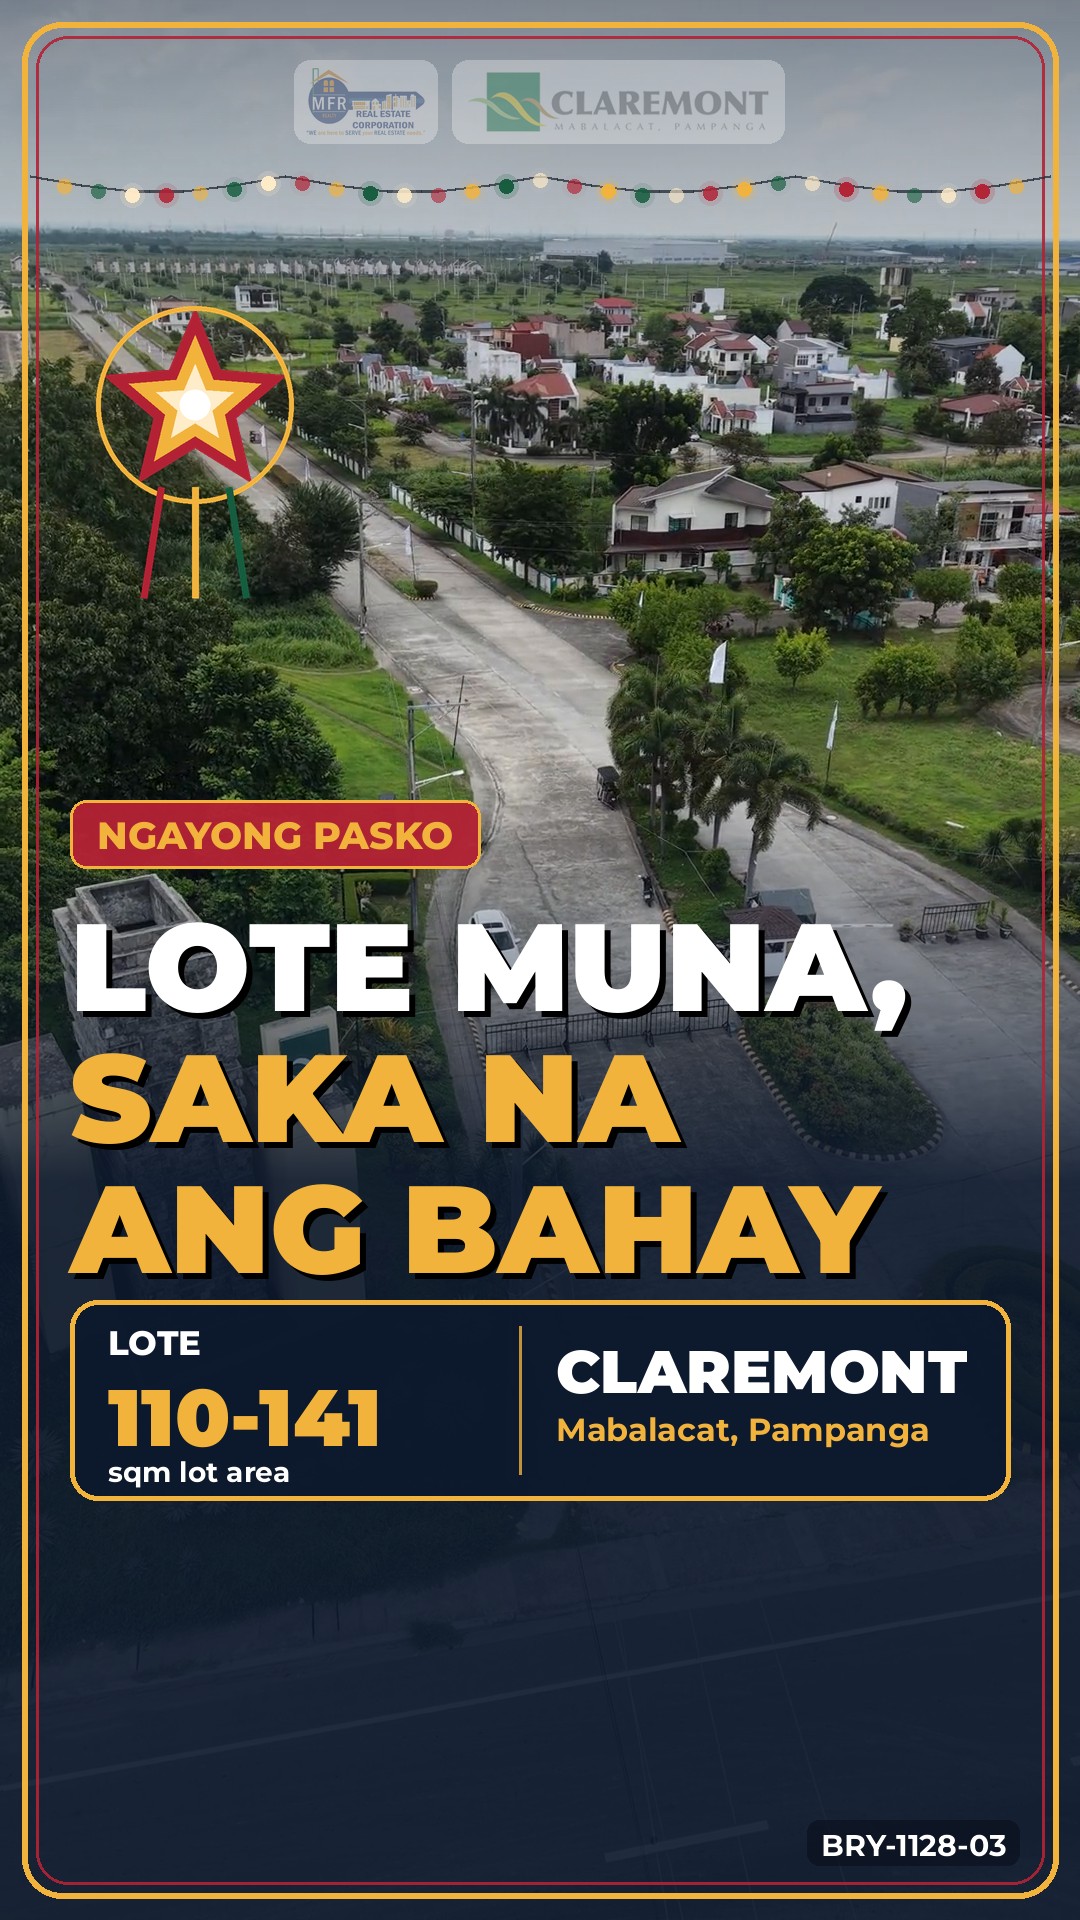 MFR
REAL ESTATE
CORPORATION
CLAREMONT
MABALACAT, PAMPANGA
NGAYONG PASKO
LOTE MUNA,
SAKA NA
ANG BAHAY
LOTE
110-141
sqm lot area
CLAREMONT
Mabalacat, Pampanga
BRY-1128-03